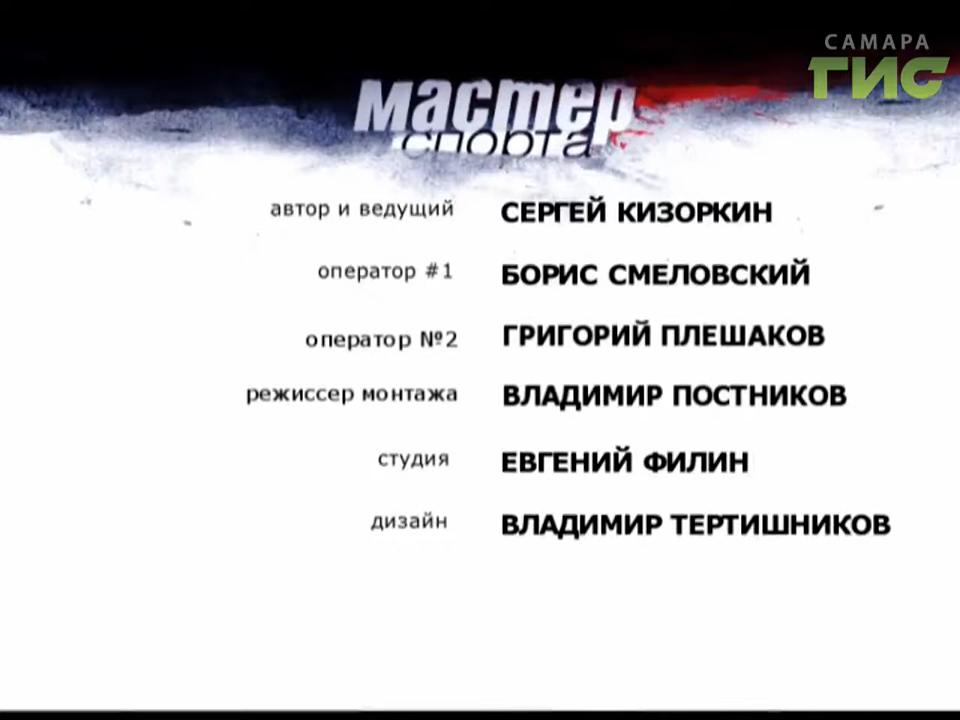 САМАРА
ГИС
мастер
спорта
автор и ведущий СЕРГЕЙ КИЗОРКИН
оператор #1 БОРИС СМЕЛОВСКИЙ
оператор №2 ГРИГОРИЙ ПЛЕШАКОВ
режиссер монтажа ВЛАДИМИР ПОСТНИКОВ
студия ЕВГЕНИЙ ФИЛИН
дизайн ВЛАДИМИР ТЕРТИШНИКОВ